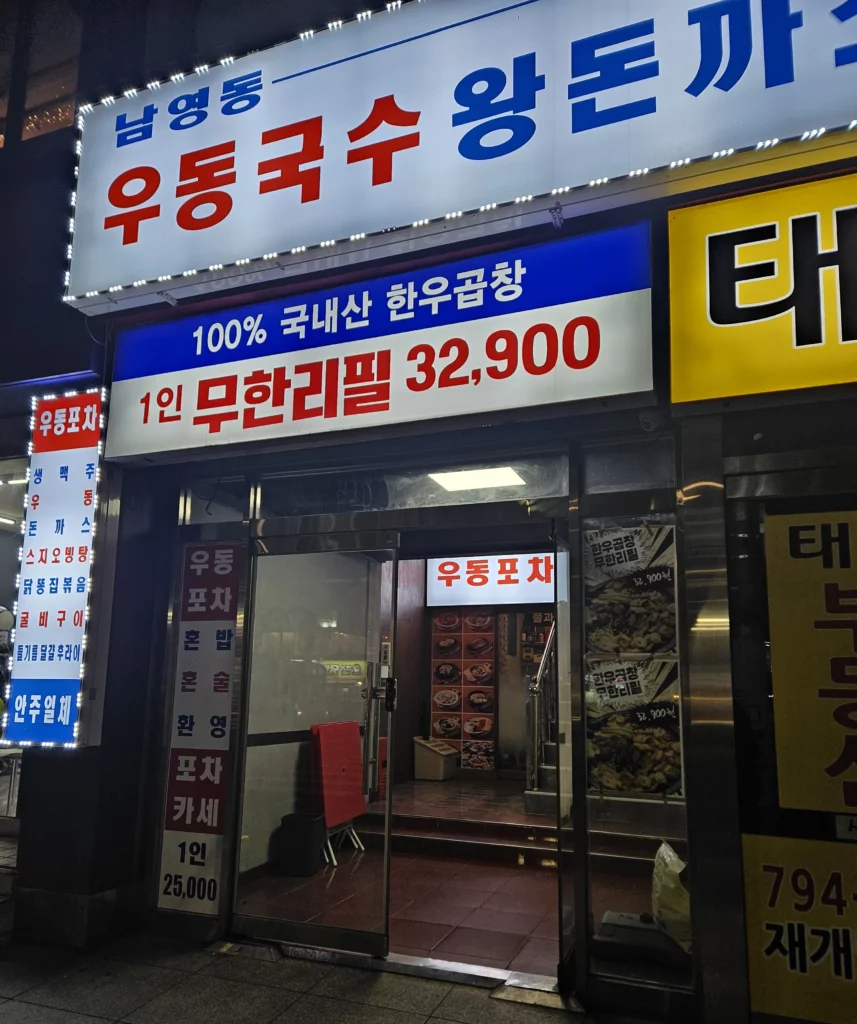 남영동
우동국수 왕돈까스
100% 국내산 한우곱창
1인 무한리필 32,900
태
우동포차
생맥주
우동
돈까스
스지오뎅탕
닭똥집볶음
굴비구이
들기름달걀후라이
안주일체
우동
포차
혼밥
혼술
환영
포차
카세
1인
25,000
우동포차
한우곱창
무한리필
한우곱창
무한리필
태
부
동
산
794-
재개